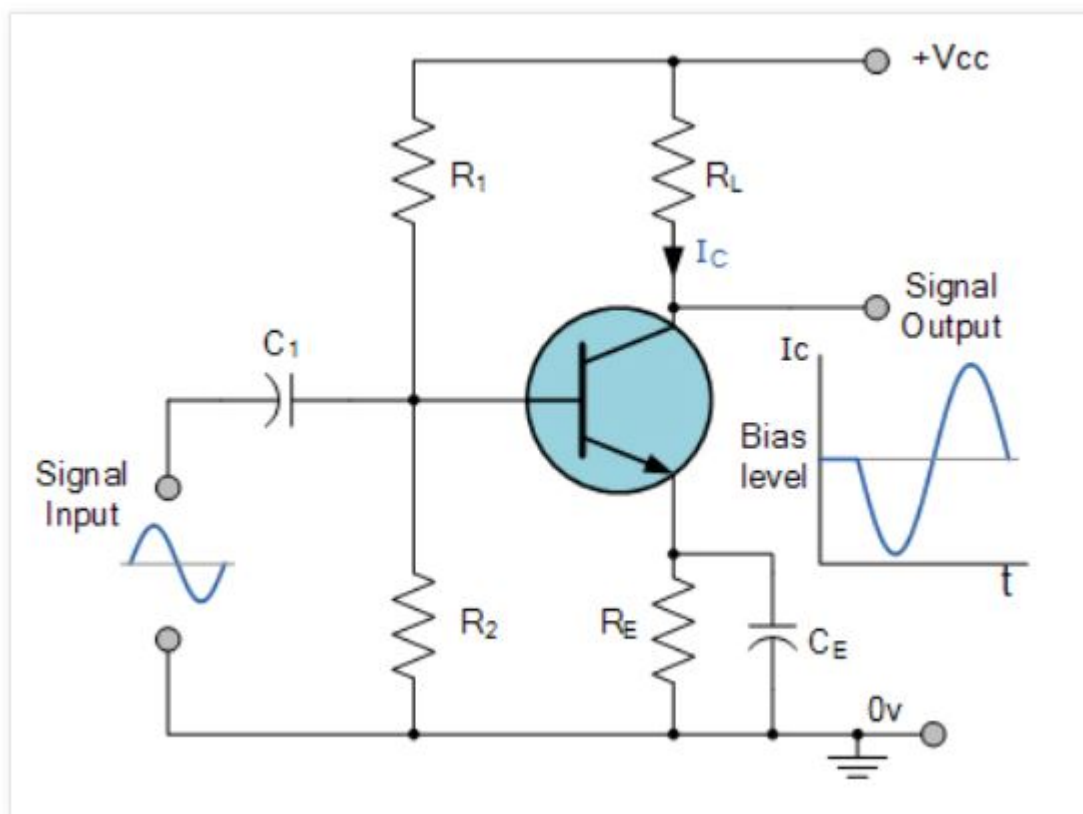 +Vcc
R1
RL
IC
C1
Signal
Output
Ic
Bias
level
Signal
Input
t
R2
RE
CE
0v